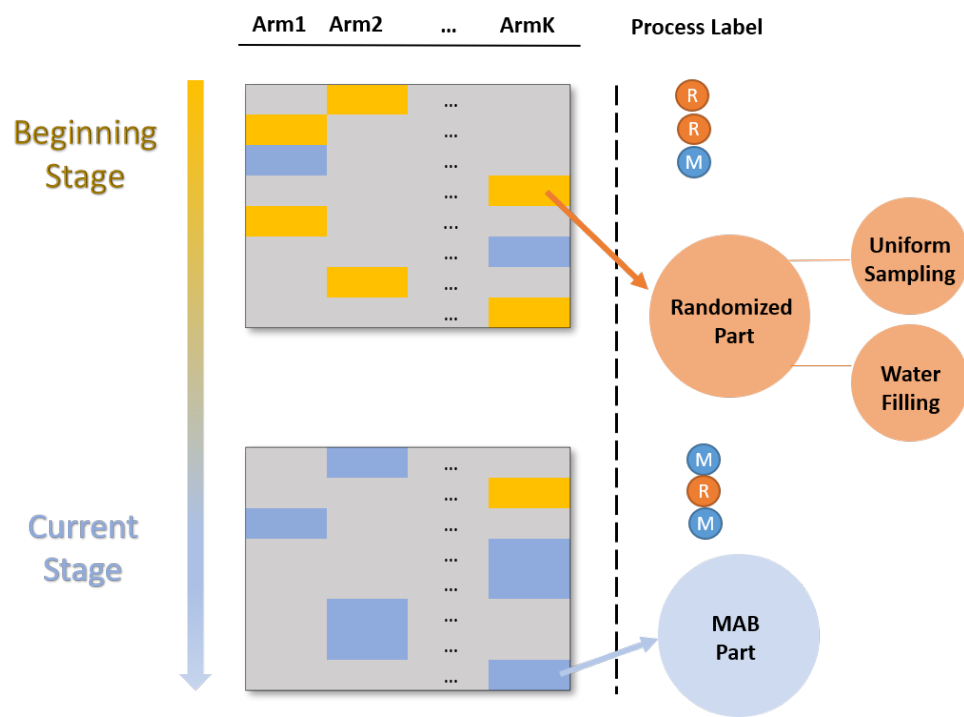 Arm1 Arm2 ... ArmK Process Label
Beginning
Stage
...
...
...
...
...
...
...
...
R
R
M
Randomized
Part
Uniform
Sampling
Water
Filling
Current
Stage
...
...
...
...
...
...
...
...
M
R
M
MAB
Part